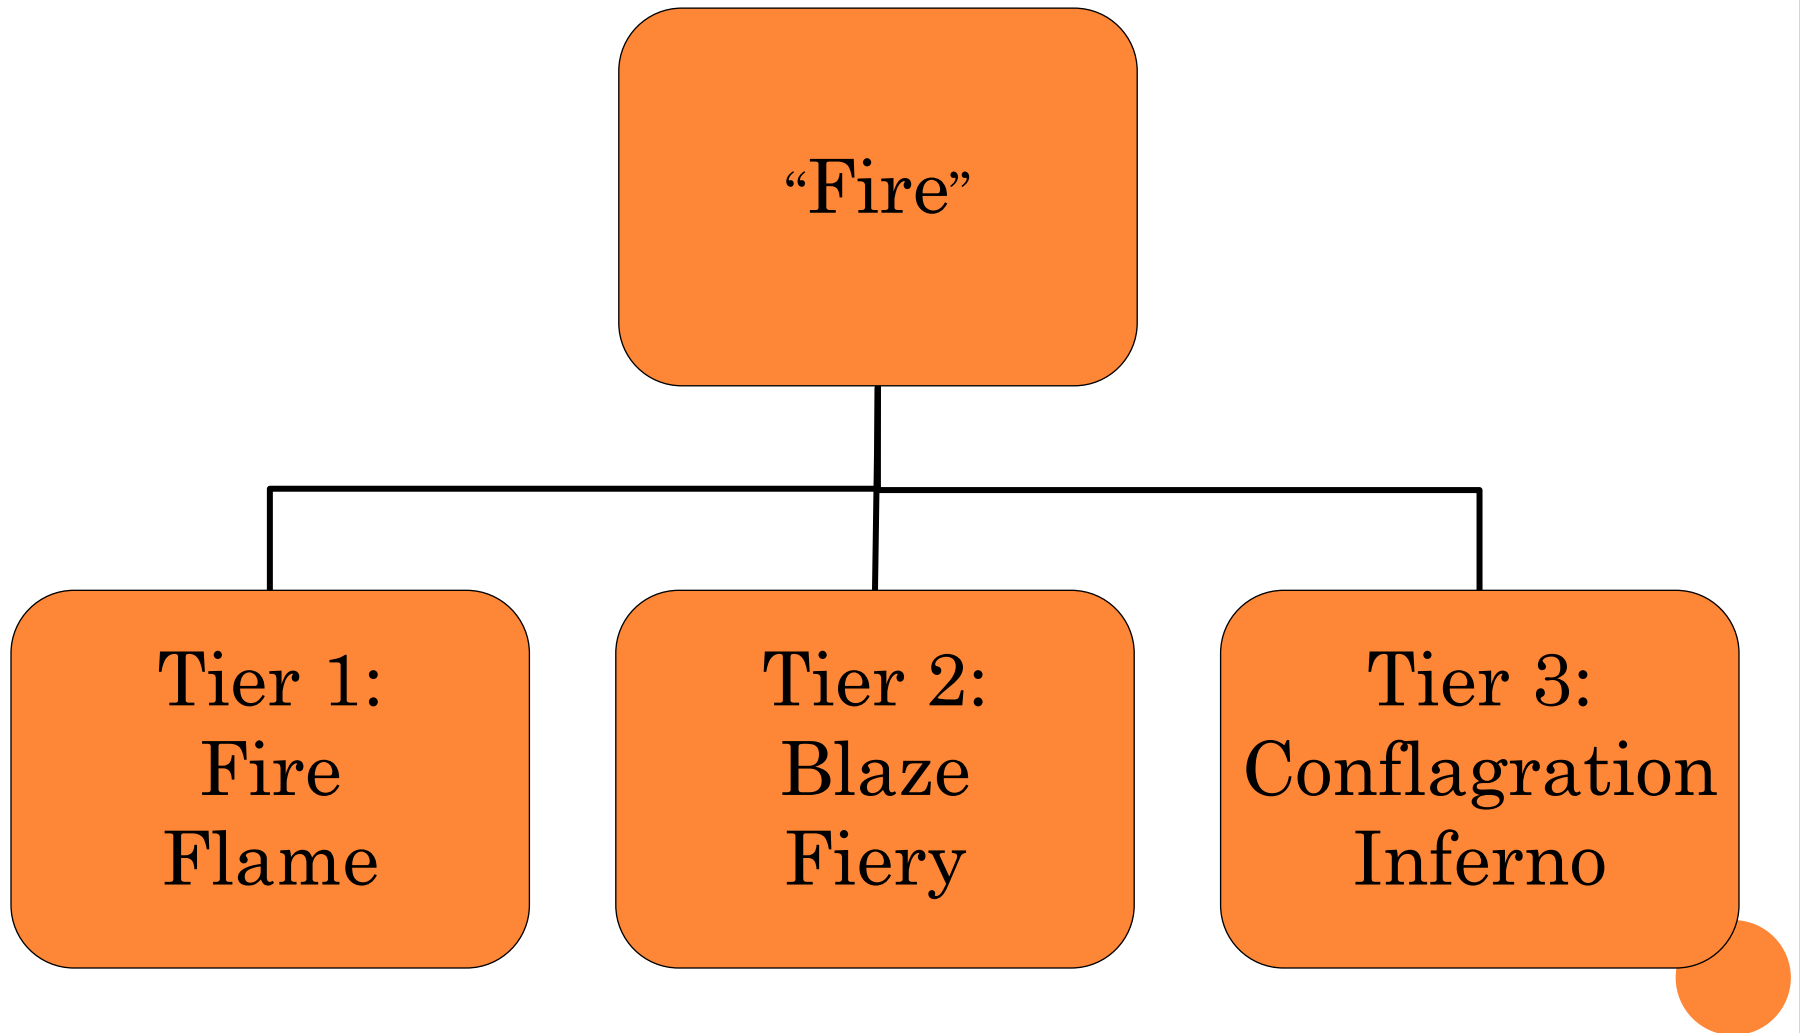 “Fire”
Tier 1:
Fire
Flame
Tier 2:
Blaze
Fiery
Tier 3:
Conflagration
Inferno